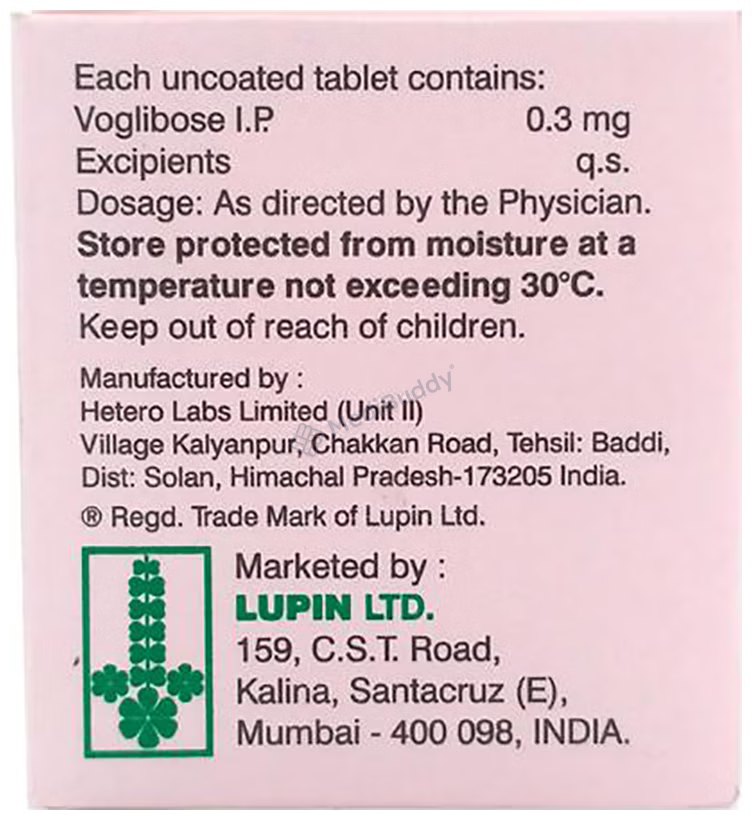 Each uncoated tablet contains:
Voglibose I.P. 0.3 mg
Excipients q.s.
Dosage: As directed by the Physician.
Store protected from moisture at a
temperature not exceeding 30°C.
Keep out of reach of children.
Manufactured by :
Hetero Labs Limited (Unit II)
Village Kalyanpur, Chakkan Road, Tehsil: Baddi,
Dist: Solan, Himachal Pradesh-173205 India.
® Regd. Trade Mark of Lupin Ltd.
Marketed by :
LUPIN LTD.
159, C.S.T. Road,
Kalina, Santacruz (E),
Mumbai - 400 098, INDIA.